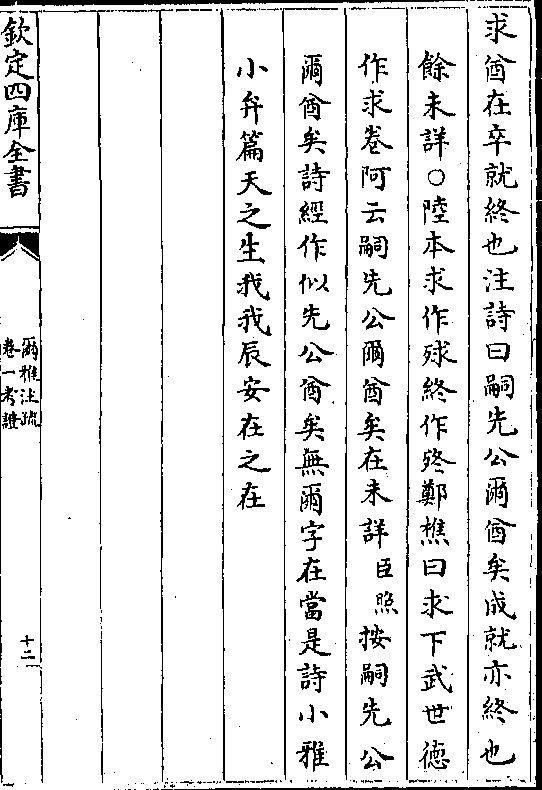 求酋在卒就終也注詩曰嗣先公爾酋矣成就亦終也
餘未詳○陸本求作殏終作㱙鄭樵曰求下武世德
作求卷阿云嗣先公爾酋矣在未詳臣照按嗣先公
爾酋矣詩經作似先公酋矣無爾字在當是詩小雅
小弁篇天之生我我辰安在之在
欽定四庫全書
爾雅注疏
卷一考證
十二